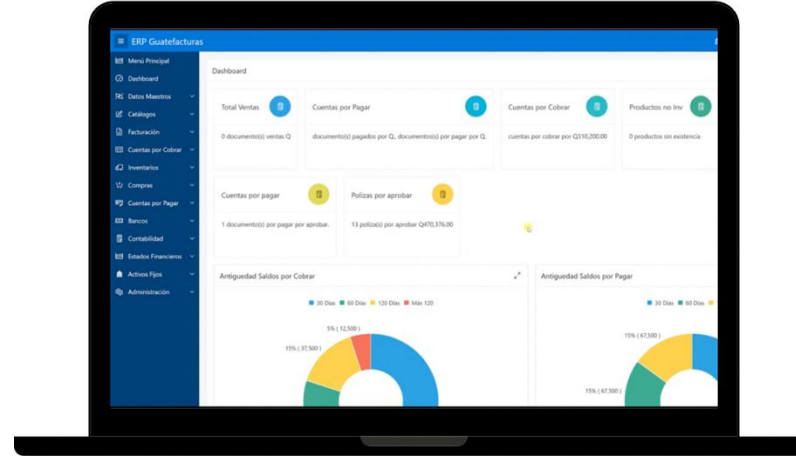 ERP Guatefacturas
Menú Principal
Dashboard
Datos Maestros
Catálogos
Facturación
Cuentas por Cobrar
Inventarios
Compras
Cuentas por Pagar
Bancos
Contabilidad
Estados Financieros
Activos Fijos
Administración
Dashboard
Total Ventas
0 documento(s) ventas Q
Cuentas por Pagar
documento(s) pagados por Q., documentos(s) por pagar por Q.
Cuentas por Cobrar
cuentas por cobrar por Q310,200.00
Productos no Inv
0 productos sin existencia
Cuentas por pagar
1 documento(s) por pagar por aprobar.
Polizas por aprobar
13 poliza(s) por aprobar Q470,376.00
Antiguedad Saldos por Cobrar
30 Dias 60 Dias 120 Dias Más 120
5% ( 12,500 )
15% ( 37,500 )
Antiguedad Saldos por Pagar
30 Dias 60 Dias
15% ( 67,500 )
15% ( 67,500 )